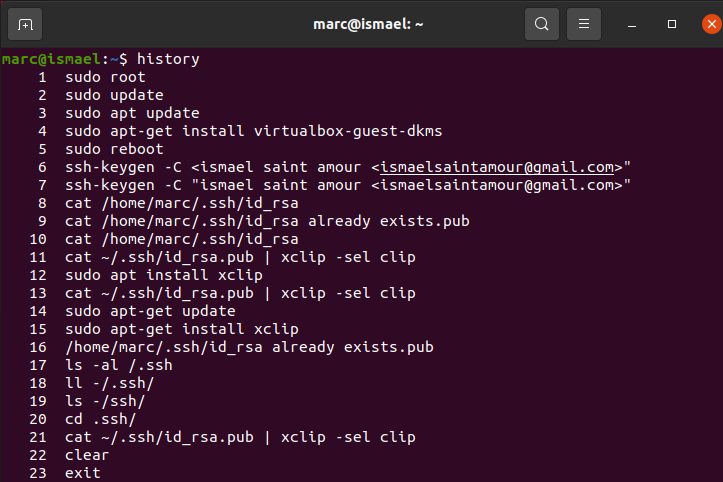 marc@ismael: ~
marc@ismael:~$ history
1 sudo root
2 sudo update
3 sudo apt update
4 sudo apt-get install virtualbox-guest-dkms
5 sudo reboot
6 ssh-keygen -C <ismael saint amour <ismaelsaintamour@gmail.com>"
7 ssh-keygen -C "ismael saint amour <ismaelsaintamour@gmail.com>"
8 cat /home/marc/.ssh/id_rsa
9 cat /home/marc/.ssh/id_rsa already exists.pub
10 cat /home/marc/.ssh/id_rsa
11 cat ~/.ssh/id_rsa.pub | xclip -sel clip
12 sudo apt install xclip
13 cat ~/.ssh/id_rsa.pub | xclip -sel clip
14 sudo apt-get update
15 sudo apt-get install xclip
16 /home/marc/.ssh/id_rsa already exists.pub
17 ls -al /.ssh
18 ll -/.ssh/
19 ls -/ssh/
20 cd .ssh/
21 cat ~/.ssh/id_rsa.pub | xclip -sel clip
22 clear
23 exit